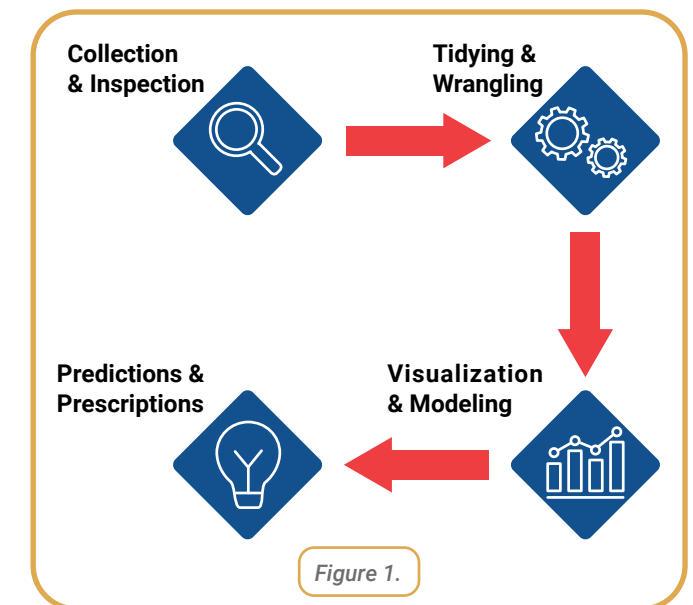 Collection
& Inspection
Tidying &
Wrangling
Predictions &
Prescriptions
Visualization
& Modeling
Figure 1.